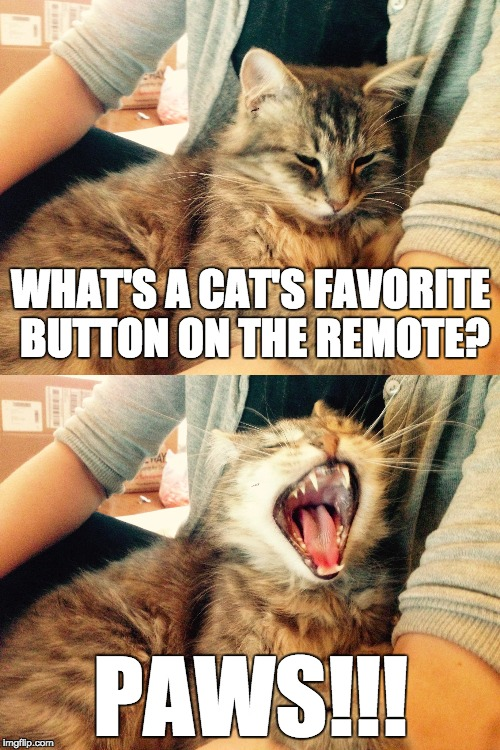 WHAT'S A CAT'S FAVORITE
BUTTON ON THE REMOTE?
PAWS!!!
imgflip.com